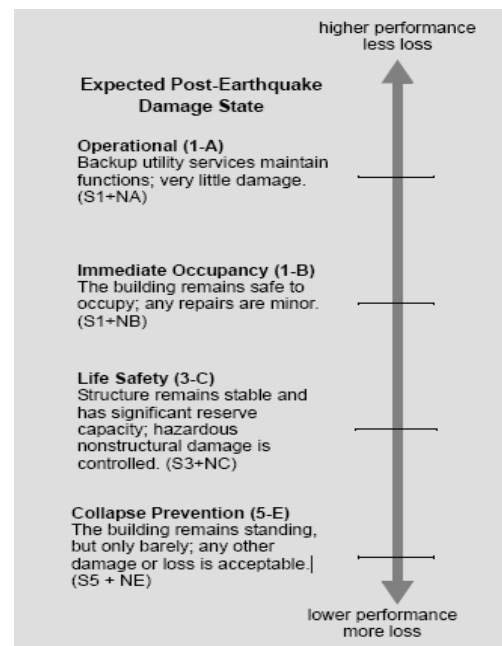 higher performance
less loss
Expected Post-Earthquake
Damage State
Operational (1-A)
Backup utility services maintain
functions; very little damage.
(S1+NA)
Immediate Occupancy (1-B)
The building remains safe to
occupy; any repairs are minor.
(S1+NB)
Life Safety (3-C)
Structure remains stable and
has significant reserve
capacity; hazardous
nonstructural damage is
controlled. (S3+NC)
Collapse Prevention (5-E)
The building remains standing,
but only barely; any other
damage or loss is acceptable.
(S5 + NE)
lower performance
more loss